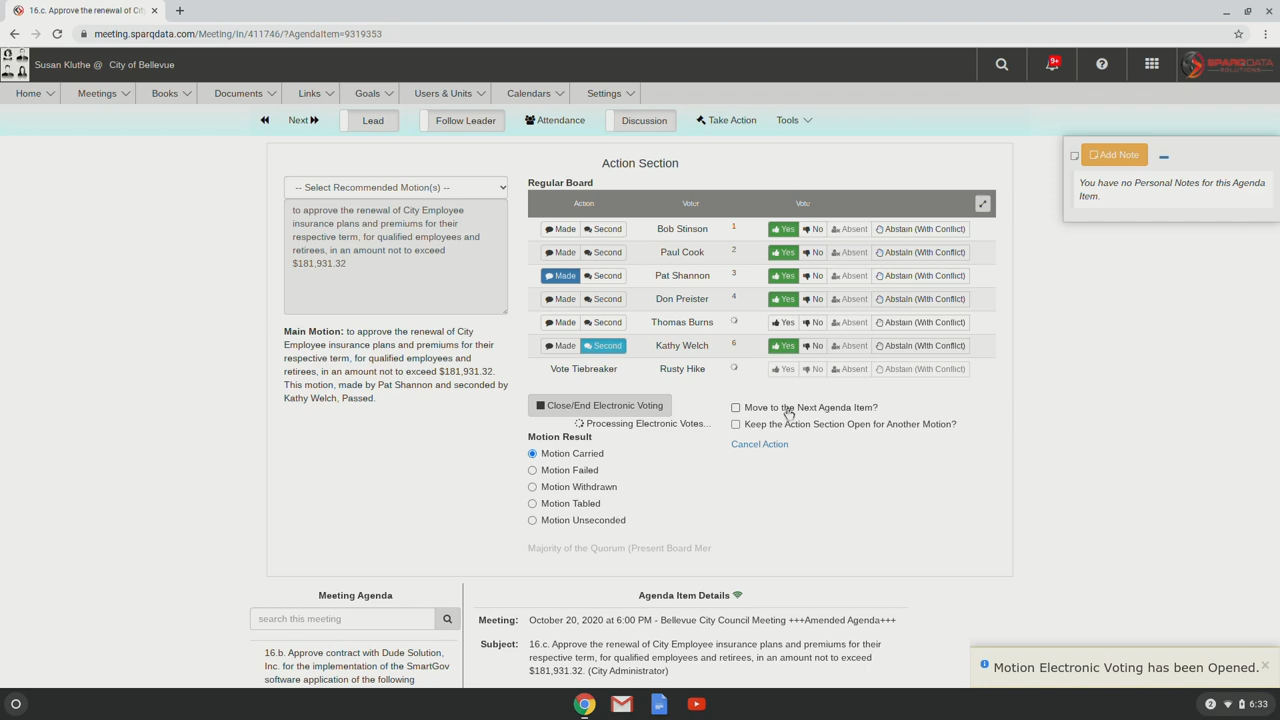 16.c. Approve the renewal of Cit
meeting.sparqdata.com/Meeting/In/411746/?AgendaItem=9319353
Susan Kluthe @ City of Bellevue
9+
SPARQDATA
SOLUTIONS
Home Meetings Books Documents Links Goals Users & Units Calendars Settings
Next Lead Follow Leader Attendance Discussion Take Action Tools
Action Section
Add Note
You have no Personal Notes for this Agenda
Item.
-- Select Recommended Motion(s) --
to approve the renewal of City Employee
insurance plans and premiums for their
respective term, for qualified employees and
retirees, in an amount not to exceed
$181,931.32
Main Motion: to approve the renewal of City
Employee insurance plans and premiums for their
respective term, for qualified employees and
retirees, in an amount not to exceed $181,931.32.
This motion, made by Pat Shannon and seconded by
Kathy Welch, Passed.
Regular Board
Action Voter Vote
Made Second Bob Stinson 1 Yes No Absent Abstain (With Conflict)
Made Second Paul Cook 2 Yes No Absent Abstain (With Conflict)
Made Second Pat Shannon 3 Yes No Absent Abstain (With Conflict)
Made Second Don Preister 4 Yes No Absent Abstain (With Conflict)
Made Second Thomas Burns Yes No Absent Abstain (With Conflict)
Made Second Kathy Welch 6 Yes No Absent Abstain (With Conflict)
Vote Tiebreaker Rusty Hike Yes No Absent Abstain (With Conflict)
Close/End Electronic Voting
Processing Electronic Votes...
Move to the Next Agenda Item?
Keep the Action Section Open for Another Motion?
Cancel Action
Motion Result
Motion Carried
Motion Failed
Motion Withdrawn
Motion Tabled
Motion Unseconded
Majority of the Quorum (Present Board Mer
Meeting Agenda
search this meeting
16.b. Approve contract with Dude Solution,
Inc. for the implementation of the SmartGov
software application of the following
Agenda Item Details
Meeting: October 20, 2020 at 6:00 PM - Bellevue City Council Meeting +++Amended Agenda+++
Subject: 16.c. Approve the renewal of City Employee insurance plans and premiums for their
respective term, for qualified employees and retirees, in an amount not to exceed
$181,931.32. (City Administrator)
Motion Electronic Voting has been Opened.
2 6:33